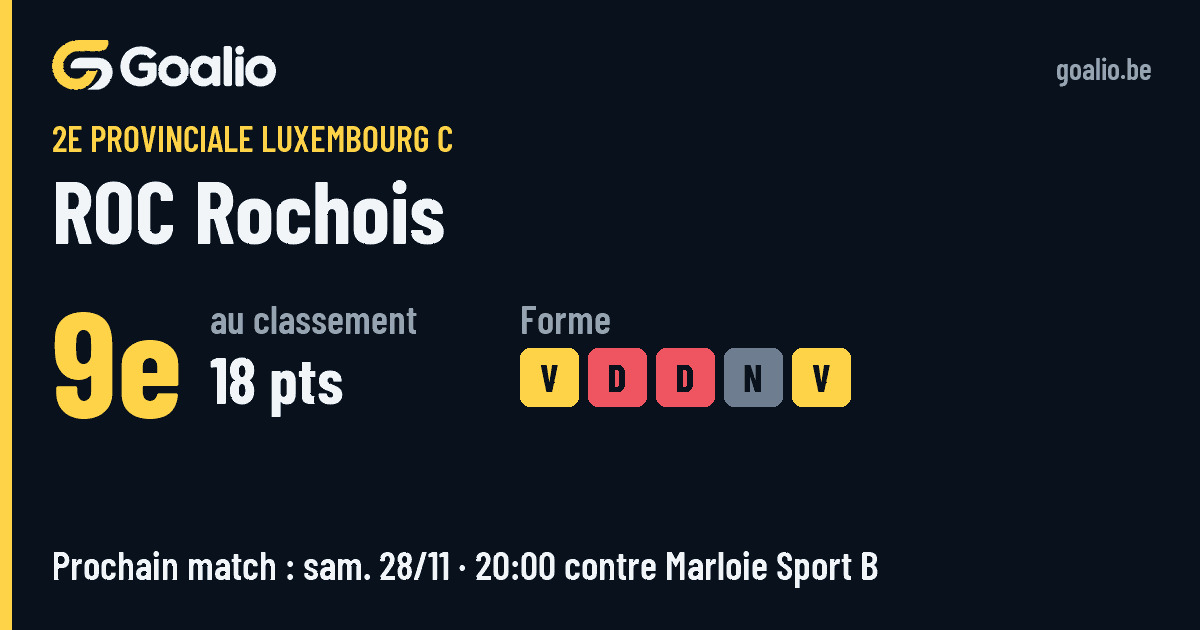 Goalio
goalio.be
2E PROVINCIALE LUXEMBOURG C
ROC Rochois
9e
au classement
18 pts
Forme
V D D N V
Prochain match : sam. 28/11 · 20:00 contre Marloie Sport B